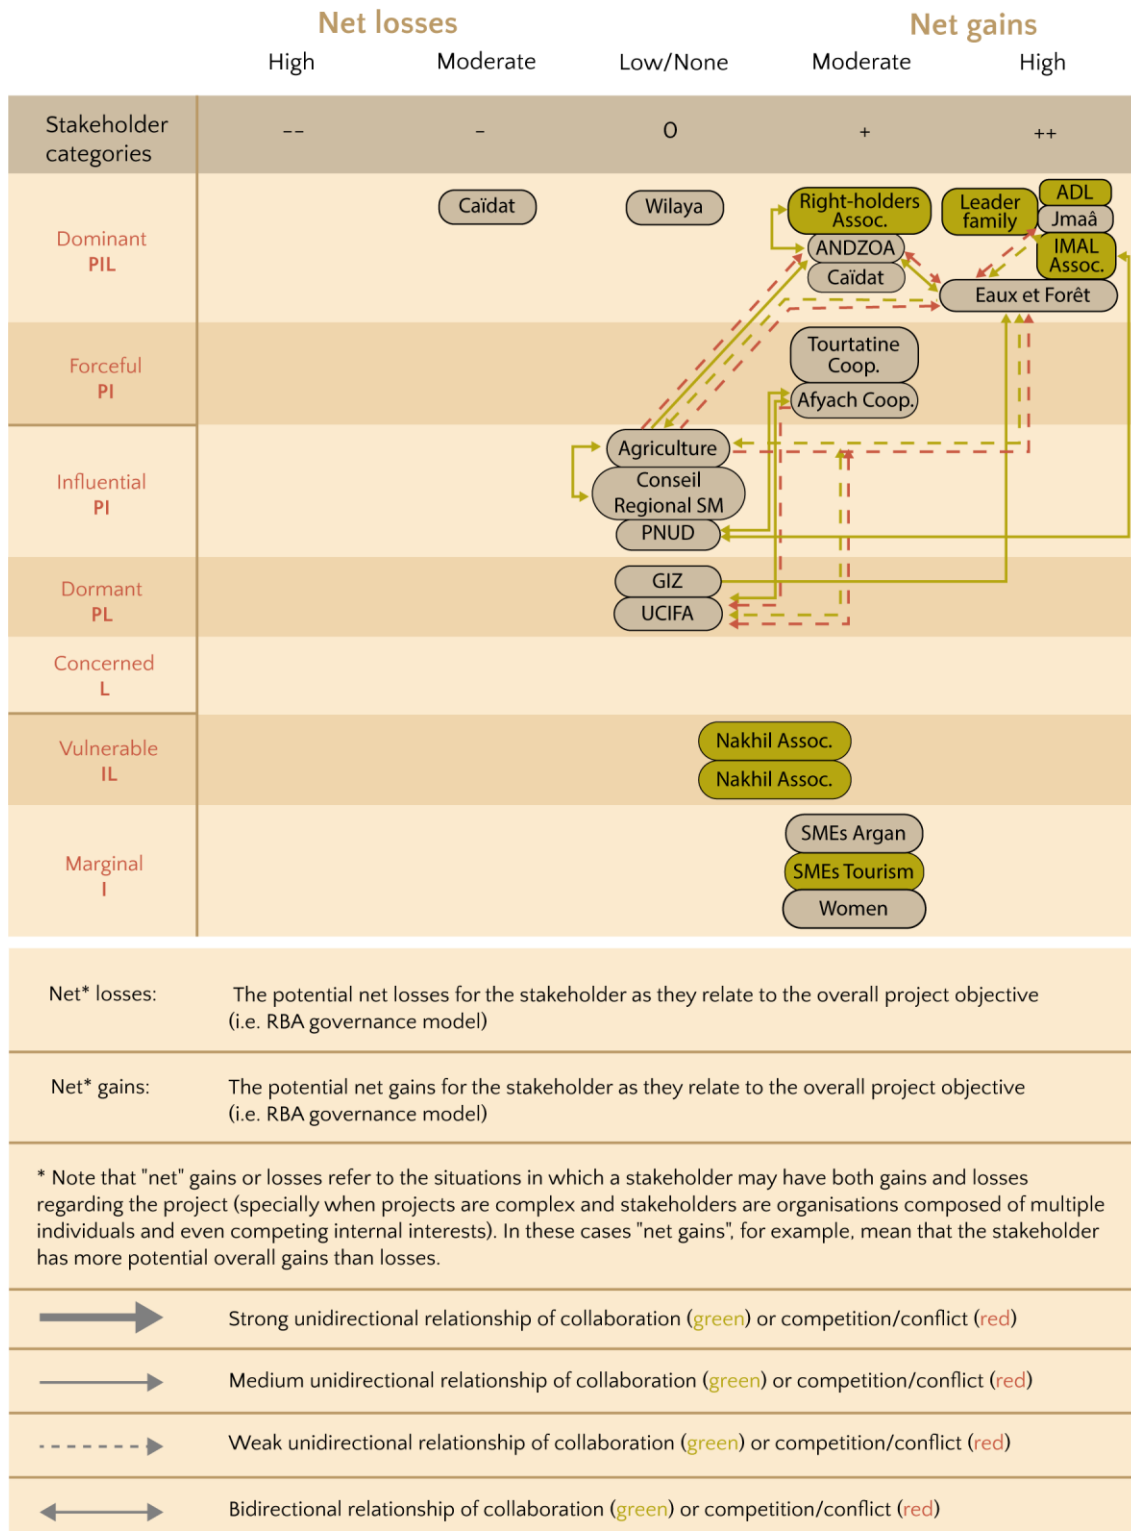 Net losses
Net gains
High
Moderate
Low/None
Moderate
High
Stakeholder
categories
--
-
0
+
++
Dominant
PIL
Caïdat
Wilaya
Right-holders
Assoc.
ANDZOA
Caïdat
Leader
family
ADL
Jmaâ
IMAL
Assoc.
Eaux et Forêt
Forceful
PI
Tourtatine
Coop.
Afyach Coop.
Influential
PI
Agriculture
Conseil
Regional SM
PNUD
Dormant
PL
GIZ
UCIFA
Concerned
L
Vulnerable
IL
Nakhil Assoc.
Nakhil Assoc.
Marginal
I
SMEs Argan
SMEs Tourism
Women
Net* losses:
The potential net losses for the stakeholder as they relate to the overall project objective
(i.e. RBA governance model)
Net* gains:
The potential net gains for the stakeholder as they relate to the overall project objective
(i.e. RBA governance model)
* Note that "net" gains or losses refer to the situations in which a stakeholder may have both gains and losses
regarding the project (specially when projects are complex and stakeholders are organisations composed of multiple
individuals and even competing internal interests). In these cases "net gains", for example, mean that the stakeholder
has more potential overall gains than losses.
Strong unidirectional relationship of collaboration (green) or competition/conflict (red)
Medium unidirectional relationship of collaboration (green) or competition/conflict (red)
Weak unidirectional relationship of collaboration (green) or competition/conflict (red)
Bidirectional relationship of collaboration (green) or competition/conflict (red)